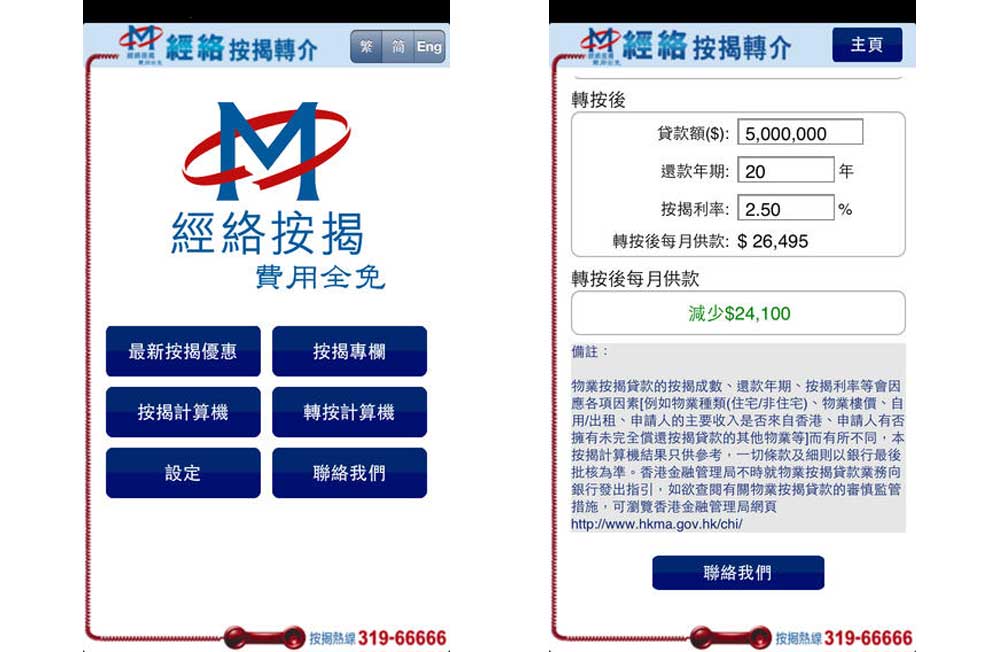 經絡按揭轉介
繁 简 Eng
M
經絡按揭
費用全免
最新按揭優惠
按揭專欄
按揭計算機
轉按計算機
設定
聯絡我們
按揭熱線 319-66666
經絡按揭轉介
主頁
轉按後
貸款額($): 5,000,000
還款年期: 20 年
按揭利率: 2.50 %
轉按後每月供款: $ 26,495
轉按後每月供款
減少$24,100
備註：
物業按揭貸款的按揭成數、還款年期、按揭利率等會因
應各項因素[例如物業種類(住宅/非住宅)、物業樓價、自
用/出租、申請人的主要收入是否來自香港、申請人有否
擁有未完全償還按揭貸款的其他物業等]而有所不同，本
按揭計算機結果只供參考，一切條款及細則以銀行最後
批核為準。香港金融管理局不時就物業按揭貸款業務向
銀行發出指引，如欲查閱有關物業按揭貸款的審慎監管
措施，可瀏覽香港金融管理局網頁
http://www.hkma.gov.hk/chi/
聯絡我們
按揭熱線 319-66666